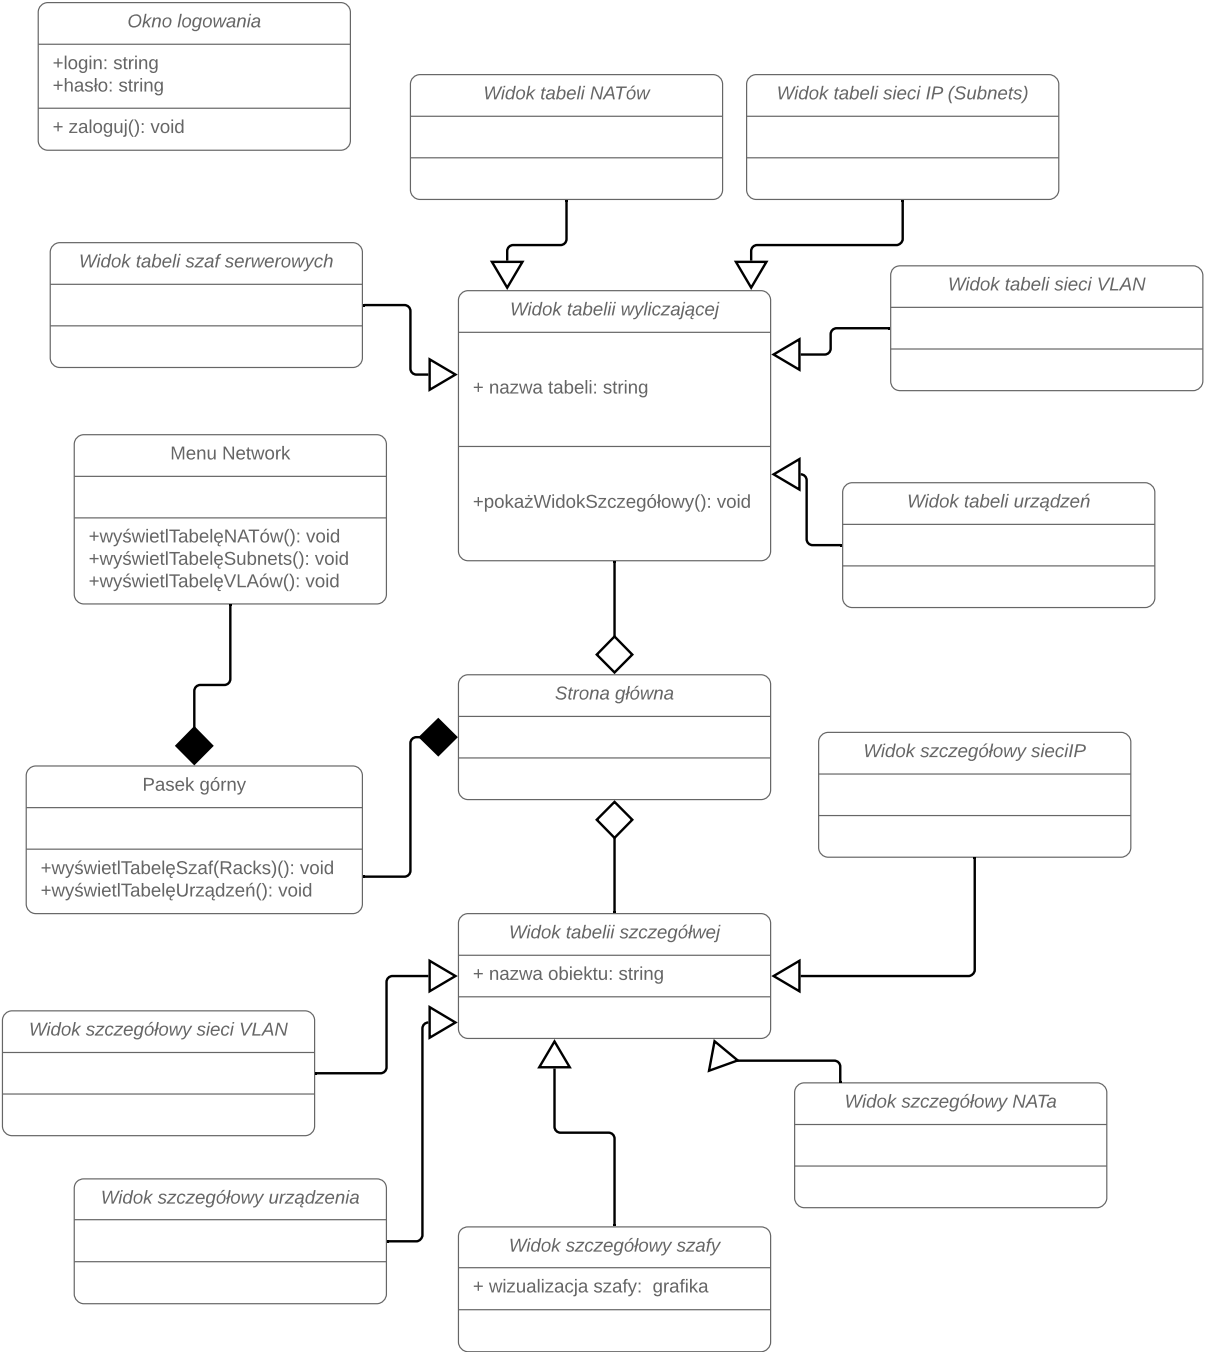 Okno logowania
+login: string
+hasło: string
+ zaloguj(): void
Widok tabeli NATów
Widok tabeli sieci IP (Subnets)
Widok tabeli szaf serwerowych
Widok tabeli sieci VLAN
Widok tabelii wyliczającej
+ nazwa tabeli: string
+pokażWidokSzczegółowy(): void
Menu Network
+wyświetlTabelęNATów(): void
+wyświetlTabelęSubnets(): void
+wyświetlTabelęVLAów(): void
Widok tabeli urządzeń
Strona główna
Widok szczegółowy sieciIP
Pasek górny
+wyświetlTabelęSzaf(Racks)(): void
+wyświetlTabelęUrządzeń(): void
Widok tabelii szczegółwej
+ nazwa obiektu: string
Widok szczegółowy sieci VLAN
Widok szczegółowy NATa
Widok szczegółowy urządzenia
Widok szczegółowy szafy
+ wizualizacja szafy:  grafika